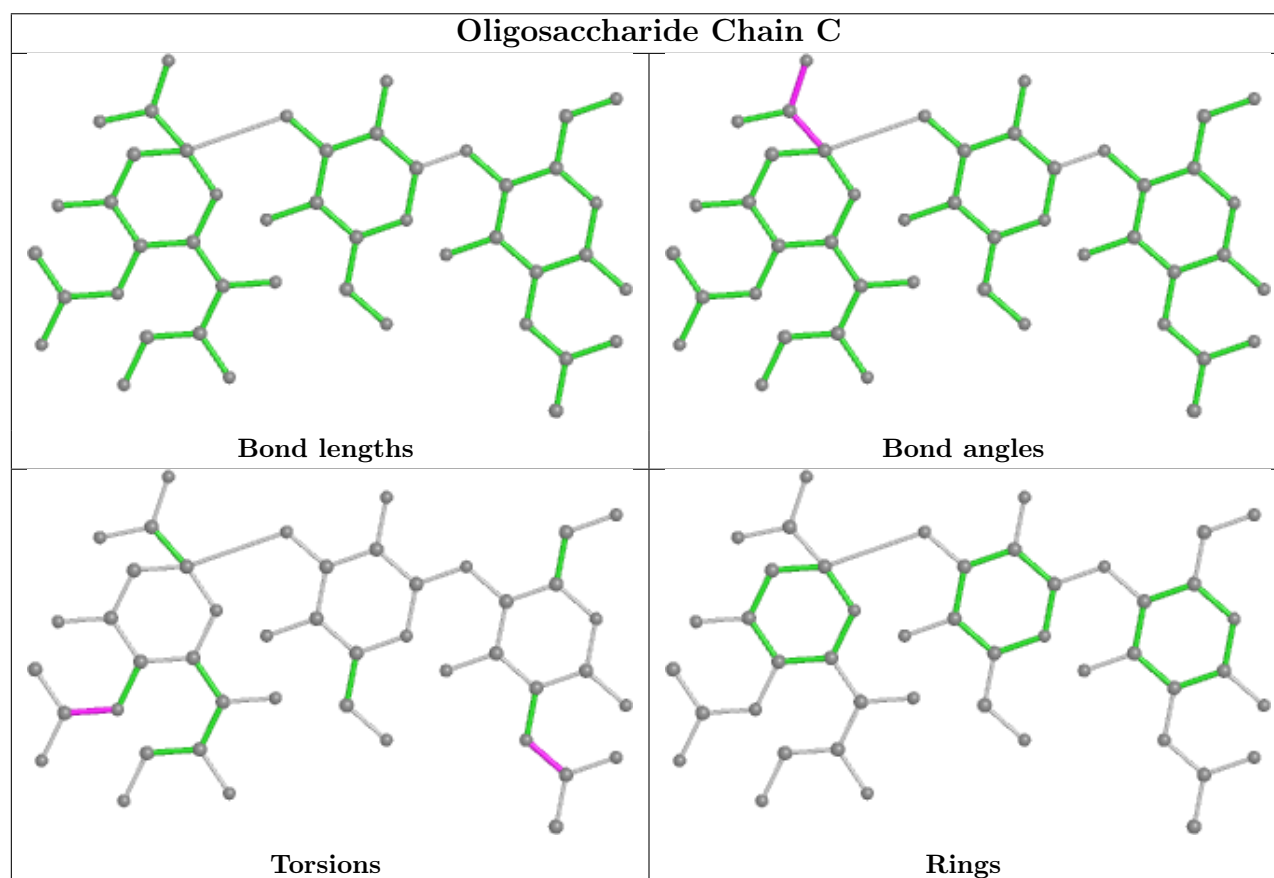 Oligosaccharide Chain C
Bond lengths
Bond angles
Torsions
Rings